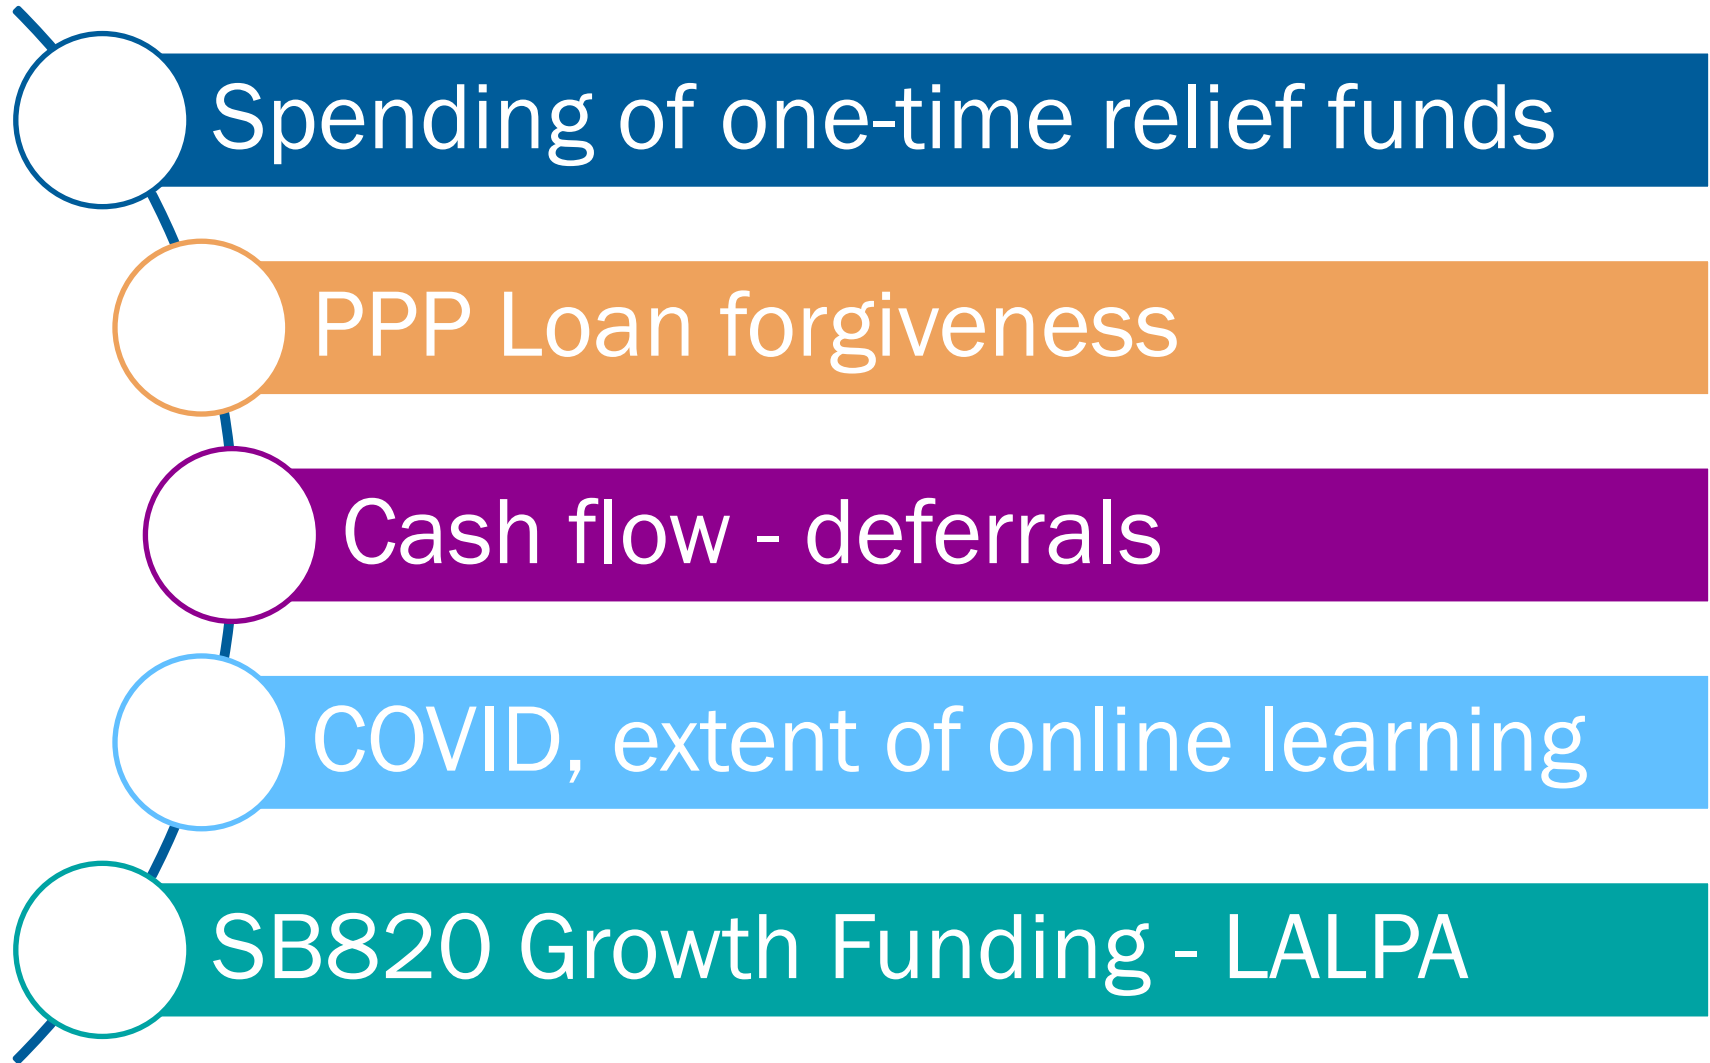 Spending of one-time relief funds
PPP Loan forgiveness
Cash flow - deferrals
COVID, extent of online learning
SB820 Growth Funding - LALPA